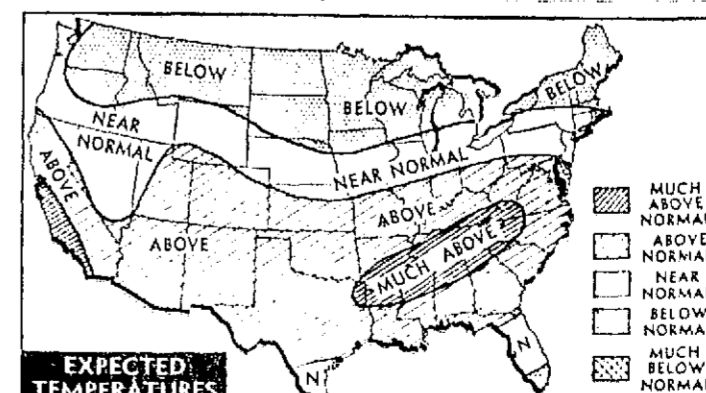 BELOW
BELOW
BELOW
NEAR
NORMAL
NEAR NORMAL
ABOVE
ABOVE
ABOVE
MUCH ABOVE
N
N
EXPECTED
TEMPERATURES
MUCH
ABOVE
NORMAL
ABOVE
NORMAL
NEAR
NORMAL
BELOW
NORMAL
MUCH
BELOW
NORMAL